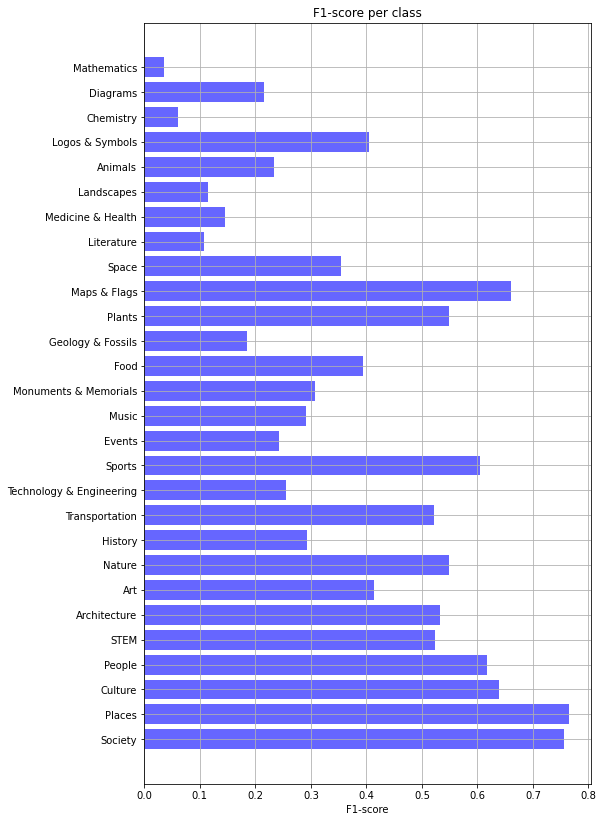 F1-score per class
Mathematics
Diagrams
Chemistry
Logos & Symbols
Animals
Landscapes
Medicine & Health
Literature
Space
Maps & Flags
Plants
Geology & Fossils
Food
Monuments & Memorials
Music
Events
Sports
Technology & Engineering
Transportation
History
Nature
Art
Architecture
STEM
People
Culture
Places
Society
0.0 0.1 0.2 0.3 0.4 0.5 0.6 0.7 0.8
F1-score